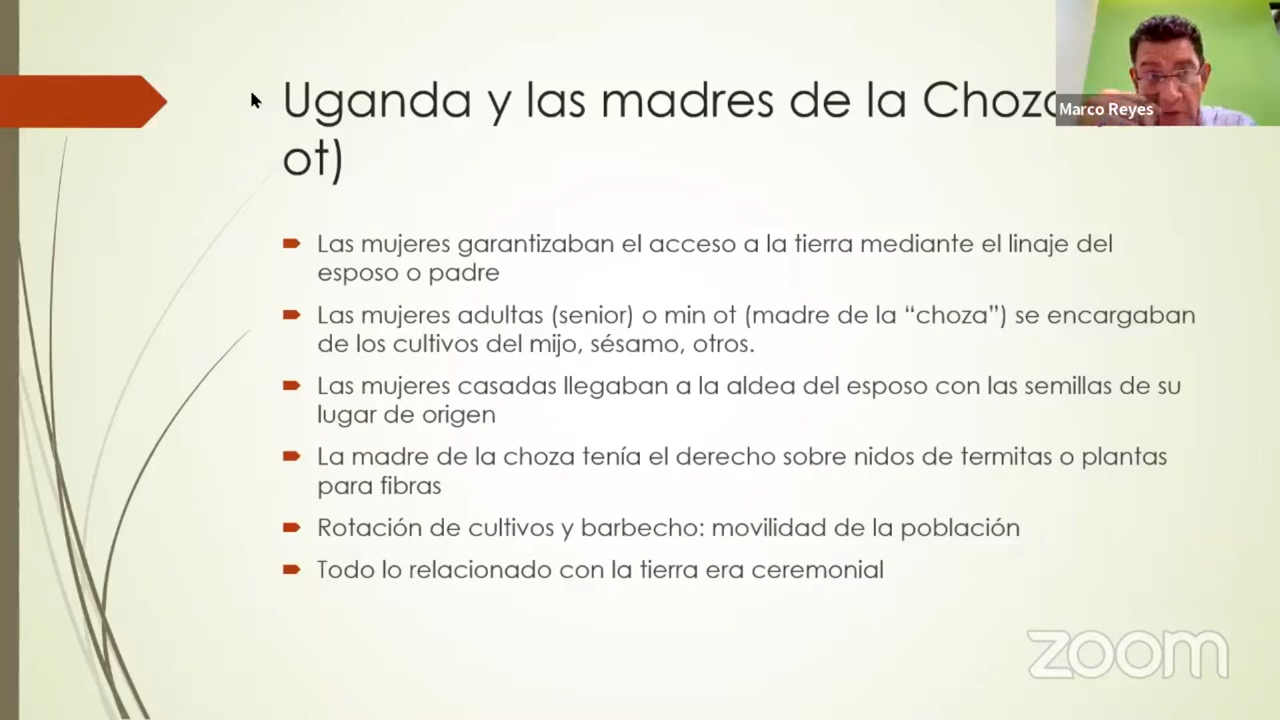 Uganda y las madres de la Choza
ot)
Marco Reyes
Las mujeres garantizaban el acceso a la tierra mediante el linaje del
esposo o padre
Las mujeres adultas (senior) o min ot (madre de la “choza”) se encargaban
de los cultivos del mijo, sésamo, otros.
Las mujeres casadas llegaban a la aldea del esposo con las semillas de su
lugar de origen
La madre de la choza tenía el derecho sobre nidos de termitas o plantas
para fibras
Rotación de cultivos y barbecho: movilidad de la población
Todo lo relacionado con la tierra era ceremonial
zoom